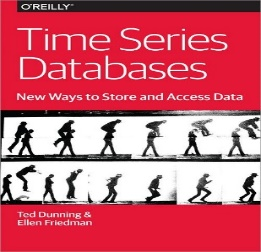 O'REILLY®
Time Series
Databases
New Ways to Store and Access Data
Ted Dunning &
Ellen Friedman